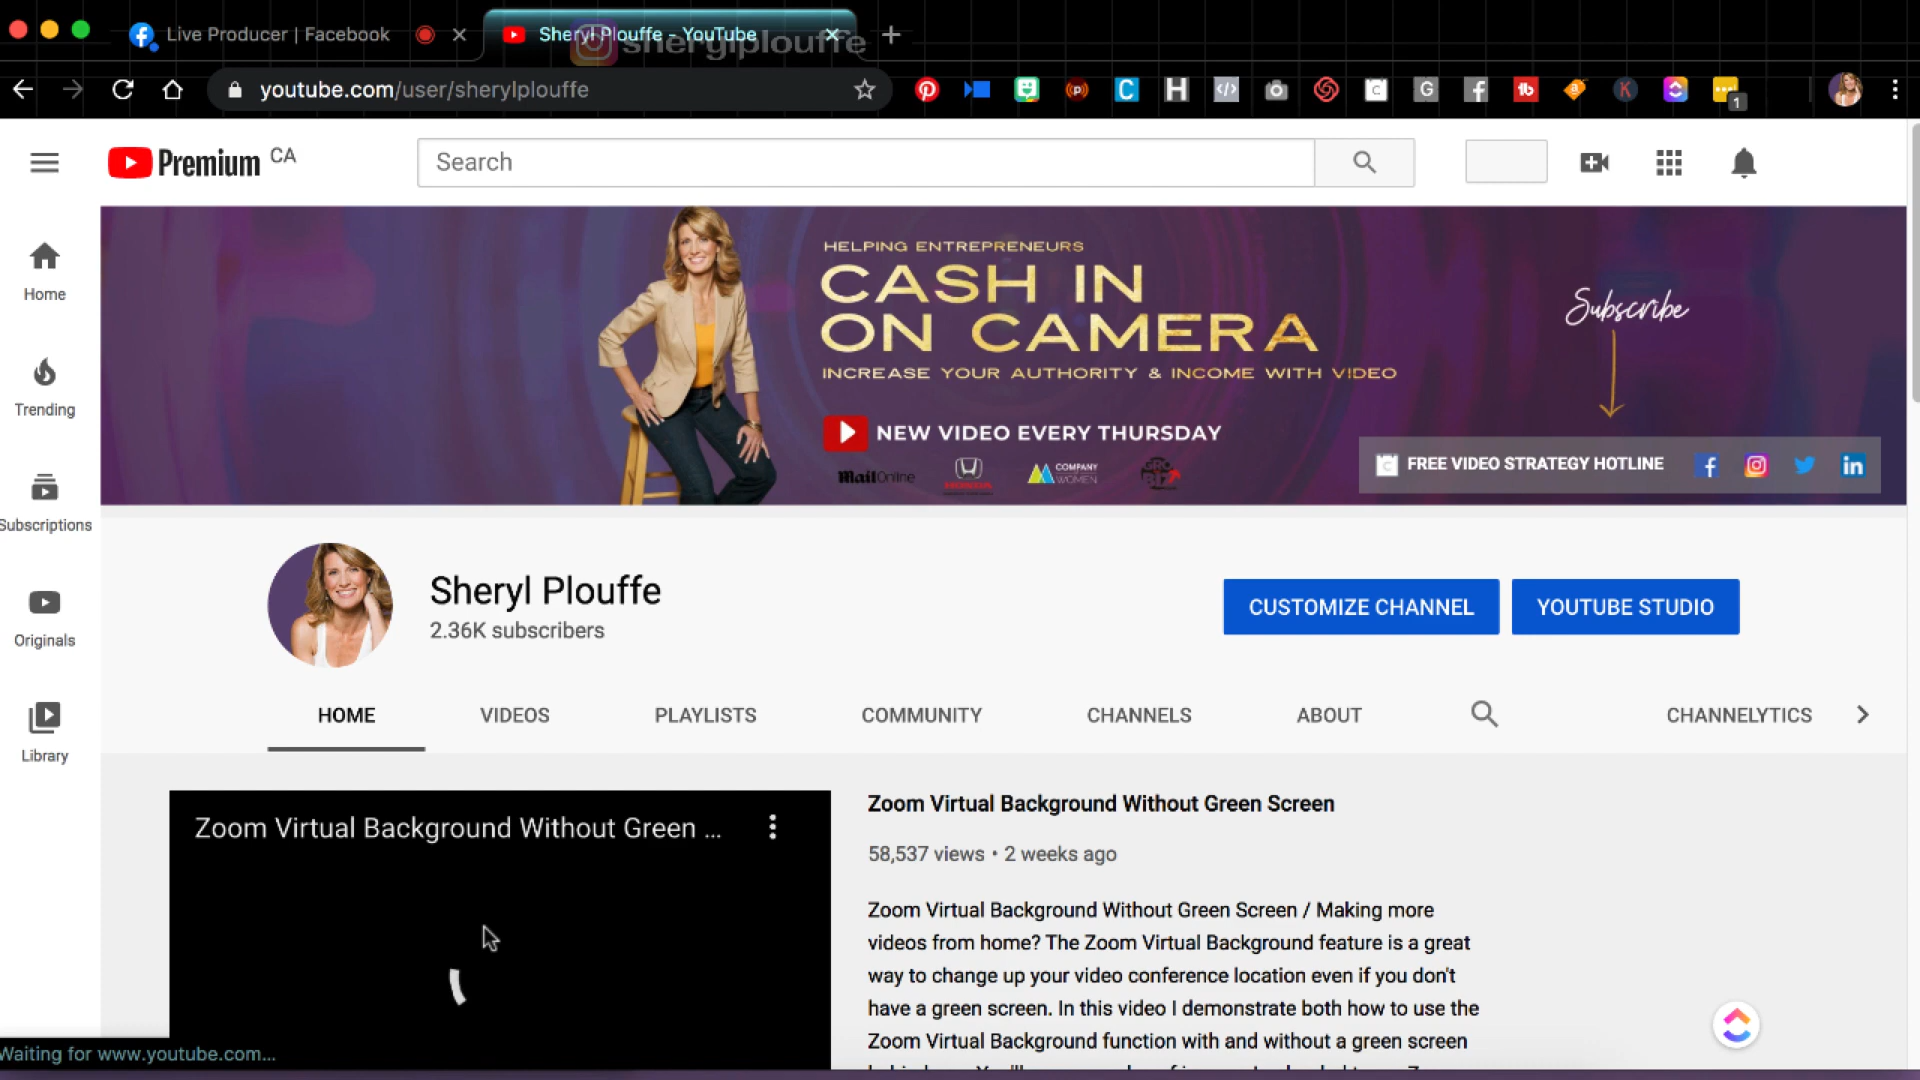 Live Producer | Facebook
Sheryl Plouffe - YouTube
sherylplouffe
youtube.com/user/sherylplouffe
1
Premium CA
Search
Home
Trending
Subscriptions
Originals
Library
HELPING ENTREPRENEURS
CASH IN
ON CAMERA
INCREASE YOUR AUTHORITY & INCOME WITH VIDEO
NEW VIDEO EVERY THURSDAY
MailOnline
COMPANY
WOMEN
Subscribe
FREE VIDEO STRATEGY HOTLINE
Sheryl Plouffe
2.36K subscribers
CUSTOMIZE CHANNEL
YOUTUBE STUDIO
HOME
VIDEOS
PLAYLISTS
COMMUNITY
CHANNELS
ABOUT
CHANNELYTICS
Zoom Virtual Background Without Green ...
Zoom Virtual Background Without Green Screen
58,537 views • 2 weeks ago
Zoom Virtual Background Without Green Screen / Making more
videos from home? The Zoom Virtual Background feature is a great
way to change up your video conference location even if you don't
have a green screen. In this video I demonstrate both how to use the
Zoom Virtual Background function with and without a green screen
Waiting for www.youtube.com...